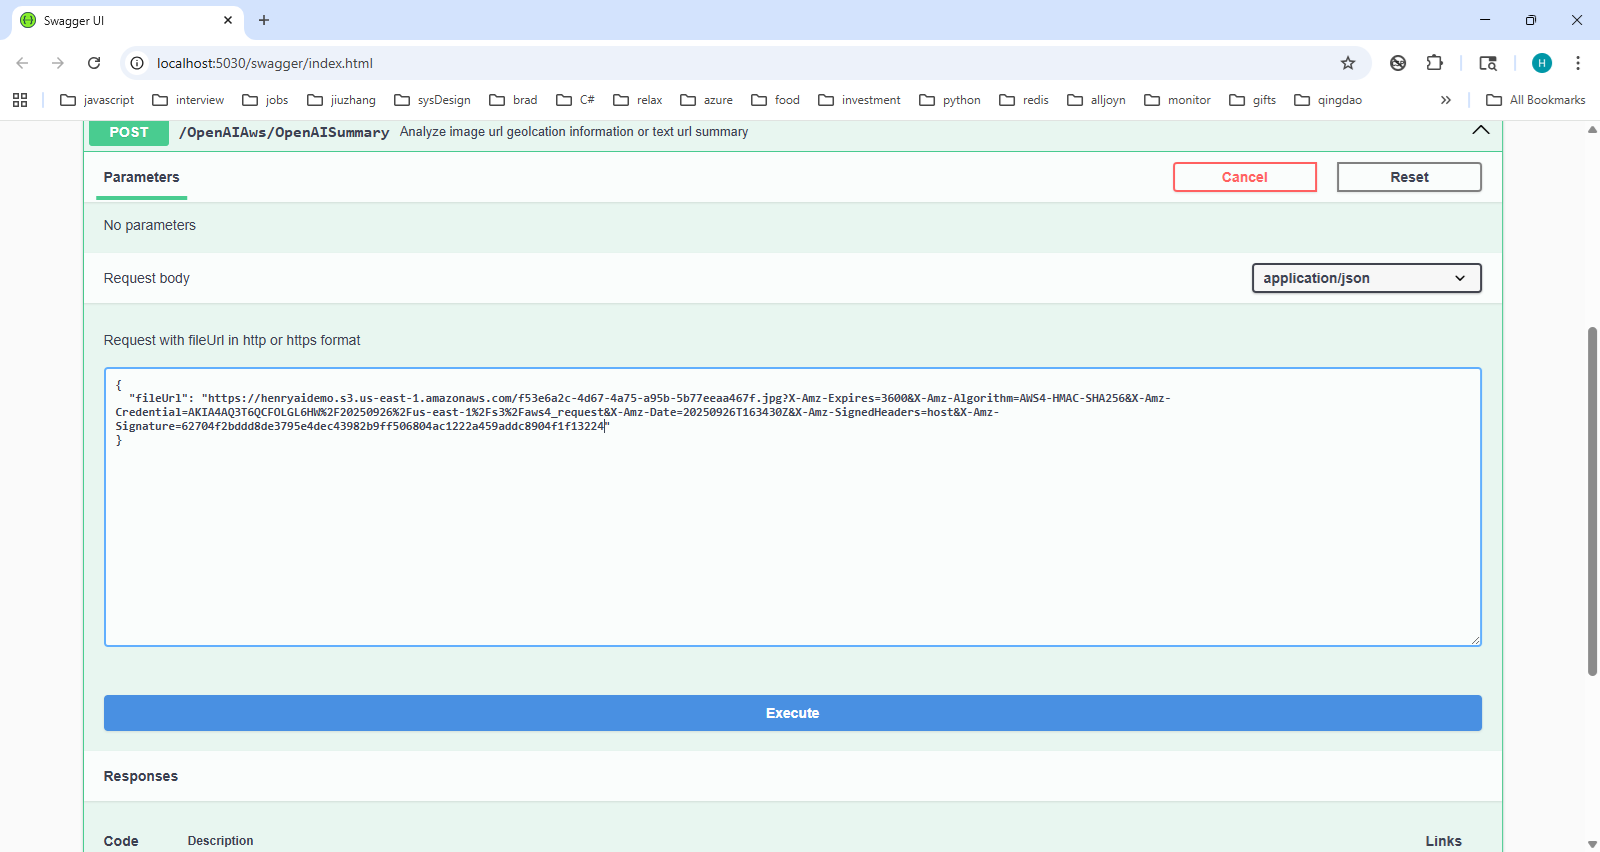 Swagger UI
localhost:5030/swagger/index.html
H
javascript interview jobs jiuzhang sysDesign brad C# relax azure food investment python redis alljoyn monitor gifts qingdao » All Bookmarks
POST /OpenAIAws/OpenAISummary Analyze image url geolcation information or text url summary
Parameters Cancel Reset
No parameters
Request body application/json
Request with fileUrl in http or https format
{
"fileUrl": "https://henryaidemo.s3.us-east-1.amazonaws.com/f53e6a2c-4d67-4a75-a95b-5b77eeaa467f.jpg?X-Amz-Expires=3600&X-Amz-Algorithm=AWS4-HMAC-SHA256&X-Amz-
Credential=AKIA4AQ3T6QCFOLGL6HW%2F20250926%2Fus-east-1%2Fs3%2Faws4_request&X-Amz-Date=20250926T163430Z&X-Amz-SignedHeaders=host&X-Amz-
Signature=62704f2bddd8de3795e4dec43982b9ff506804ac1222a459addc8904f1f13224"
}
Execute
Responses
Code Description Links